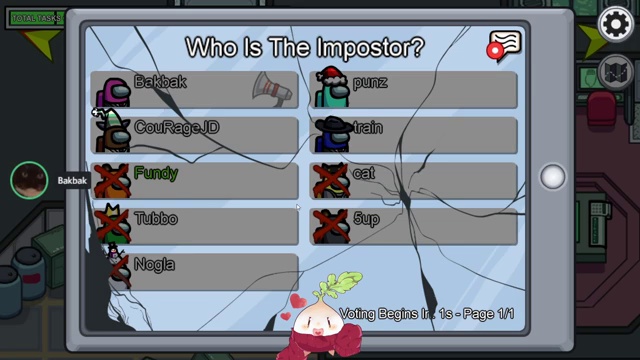 TOTAL TASKS
Who Is The Impostor?
Bakbak
punz
CouRageJD
train
Bakbak
Fundy
cat
Tubbo
5up
Nogla
Voting Begins In: 1s - Page 1/1